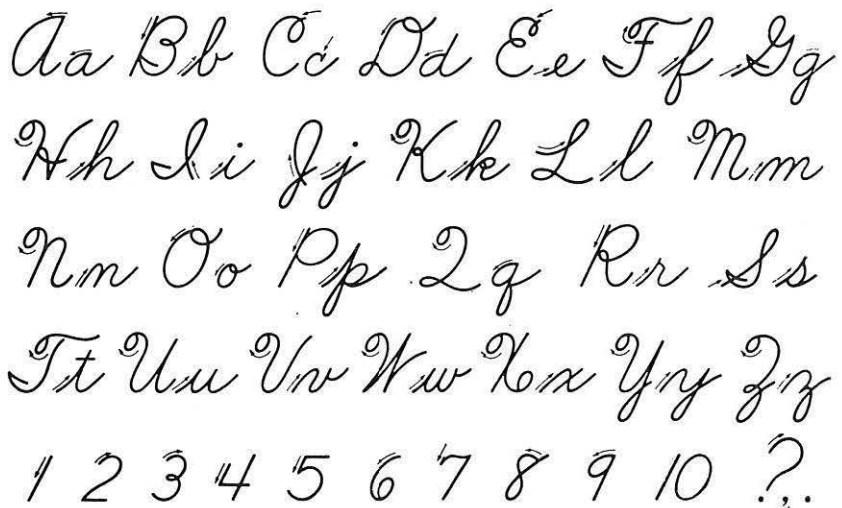 Aa Bb Cc Dd Ee Ff Gg
Hh Ii Jj Kk Ll Mm
Nn Oo Pp Qq Rr Ss
Tt Uu Vv Ww Xx Yy Zz
1 2 3 4 5 6 7 8 9 10 ? , .